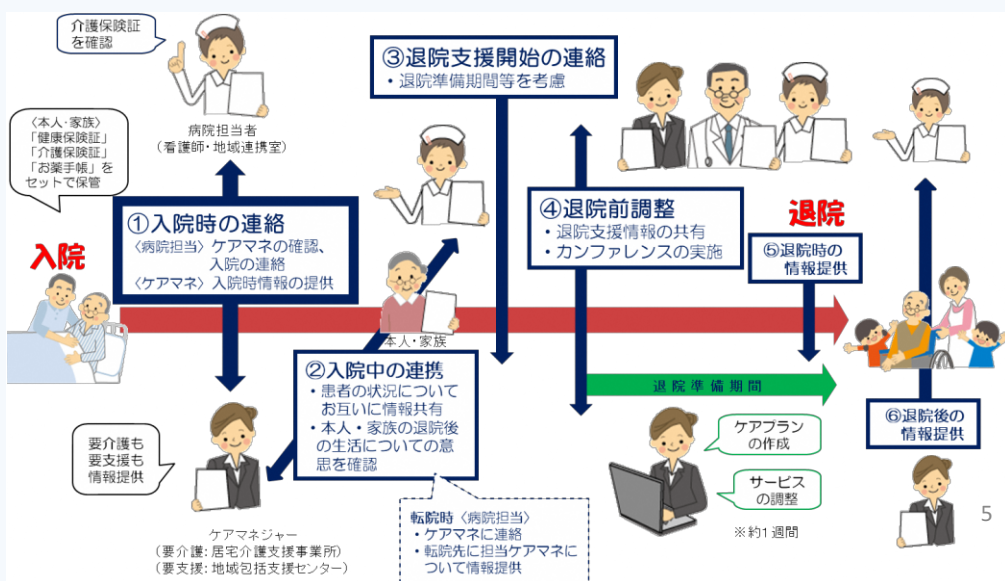 介護保険証
を確認
〈本人・家族〉
「健康保険証」
「介護保険証」
「お薬手帳」を
セットで保管
病院担当者
(看護師・地域連携室)
入院
①入院時の連絡
〈病院担当〉ケアマネの確認、
入院の連絡
〈ケアマネ〉入院時情報の提供
本人・家族
②入院中の連携
・患者の状況について
お互いに情報共有
・本人・家族の退院後
の生活についての意
思を確認
要介護も
要支援も
情報提供
ケアマネジャー
(要介護:居宅介護支援事業所)
(要支援:地域包括支援センター)
転院時〈病院担当〉
・ケアマネに連絡
・転院先に担当ケアマネに
ついて情報提供
③退院支援開始の連絡
・退院準備期間等を考慮
④退院前調整
・退院支援情報の共有
・カンファレンスの実施
退院準備期間
ケアプラン
の作成
サービス
の調整
※約1週間
退院
⑤退院時の
情報提供
⑥退院後の
情報提供
5